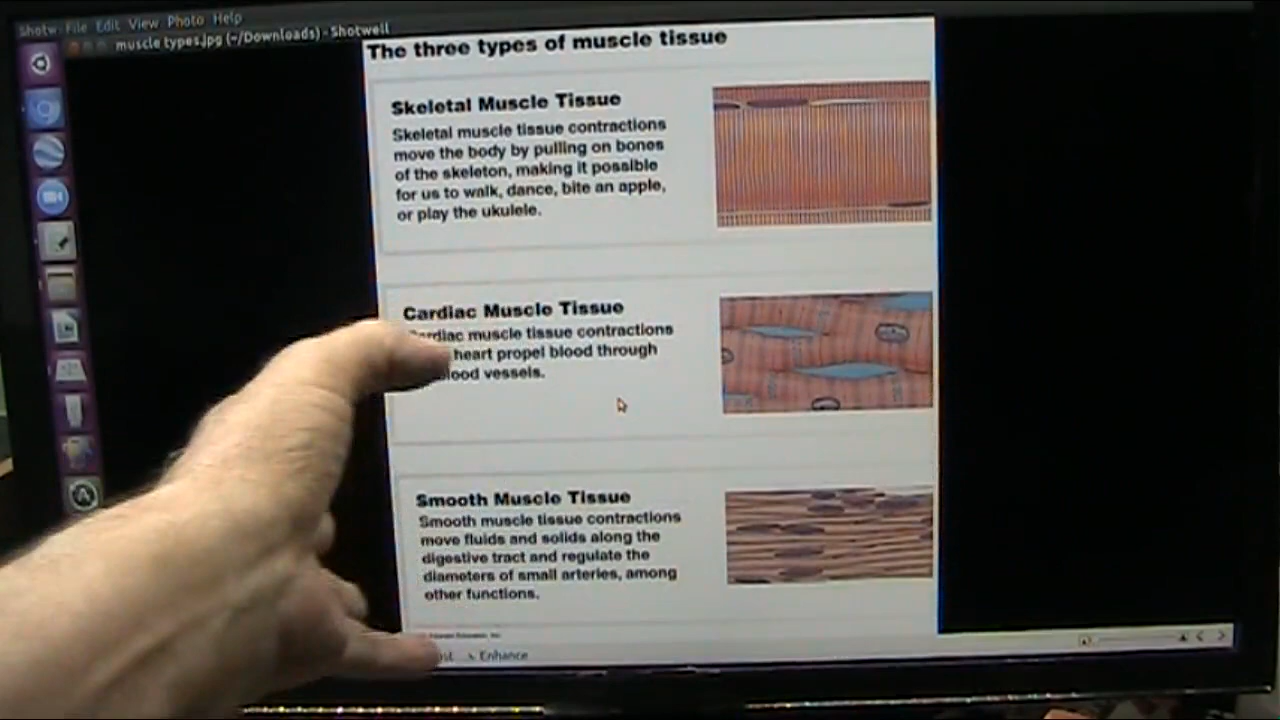 Shotw File Edit View Photo Help
muscle types.jpg (~/Downloads) - Shotwell
The three types of muscle tissue
Skeletal Muscle Tissue
Skeletal muscle tissue contractions
move the body by pulling on bones
of the skeleton, making it possible
for us to walk, dance, bite an apple,
or play the ukulele.
Cardiac Muscle Tissue
Cardiac muscle tissue contractions
heart propel blood through
blood vessels.
Smooth Muscle Tissue
Smooth muscle tissue contractions
move fluids and solids along the
digestive tract and regulate the
diameters of small arteries, among
other functions.
Enhance